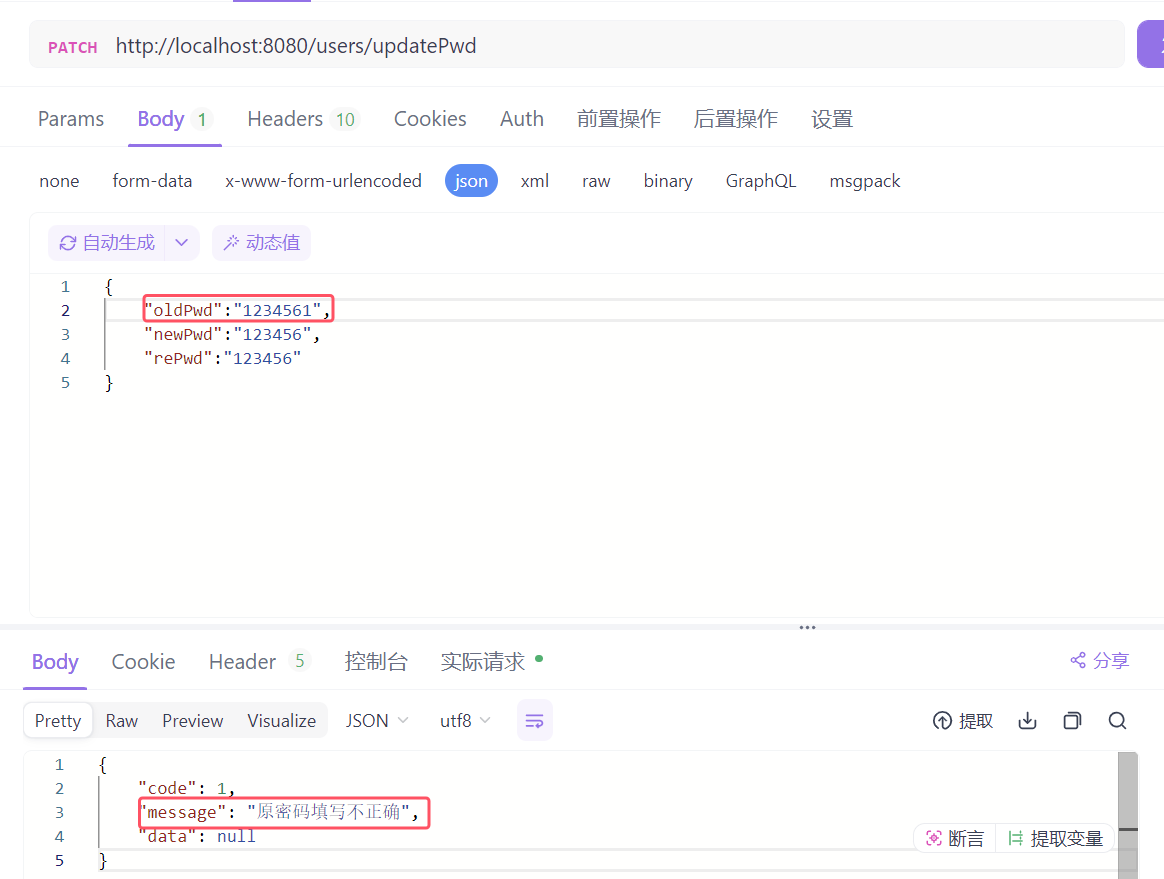 PATCH http://localhost:8080/users/updatePwd
Params Body 1 Headers 10 Cookies Auth 前置操作 后置操作 设置
none form-data x-www-form-urlencoded json xml raw binary GraphQL msgpack
自动生成 动态值
1 {
2 "oldPwd":"1234561",
3 "newPwd":"123456",
4 "rePwd":"123456"
5 }
Body Cookie Header 5 控制台 实际请求 分享
Pretty Raw Preview Visualize JSON utf8 提取
1 {
2 "code": 1,
3 "message": "原密码填写不正确",
4 "data": null
断言 提取变量
5 }